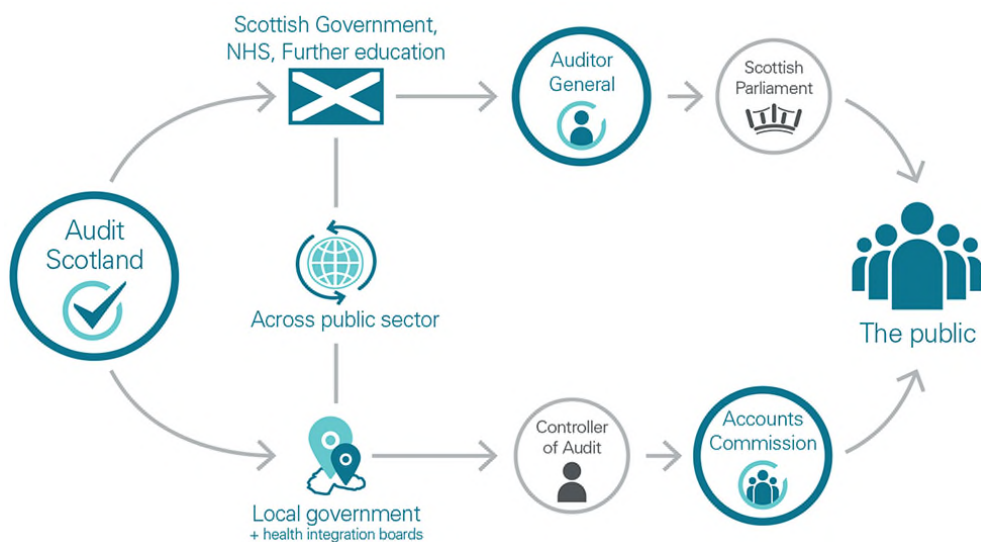 Scottish Government,
NHS, Further education
Auditor
General
Scottish
Parliament
Audit
Scotland
Across public sector
The public
Local government
+ health integration boards
Controller
of Audit
Accounts
Commission